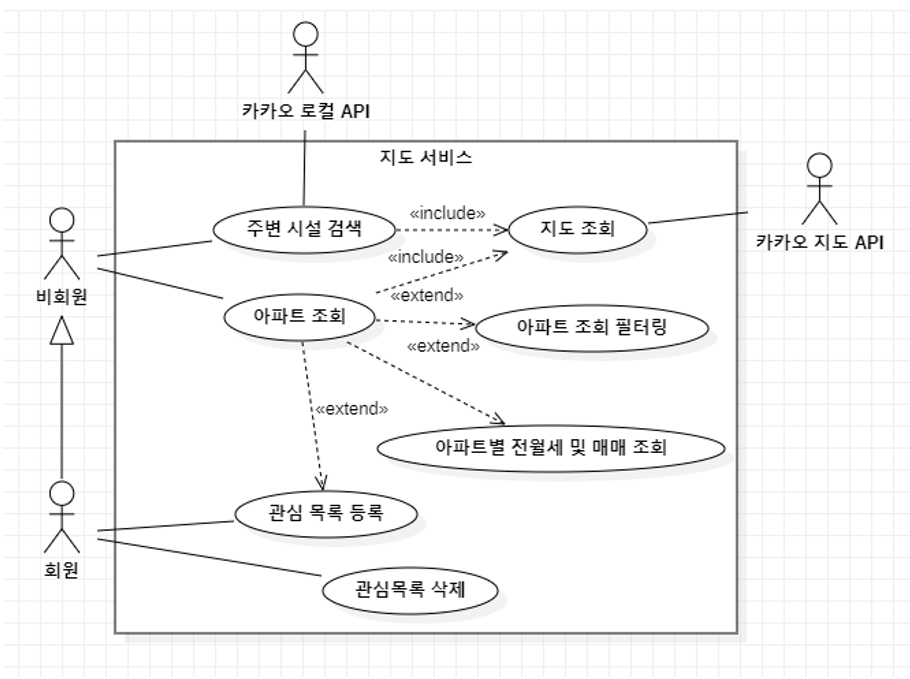 카카오 로컬 API
지도 서비스
주변 시설 검색
«include»
지도 조회
카카오 지도 API
«include»
비회원
«extend»
아파트 조회
아파트 조회 필터링
«extend»
«extend»
아파트별 전월세 및 매매 조회
관심 목록 등록
회원
관심목록 삭제